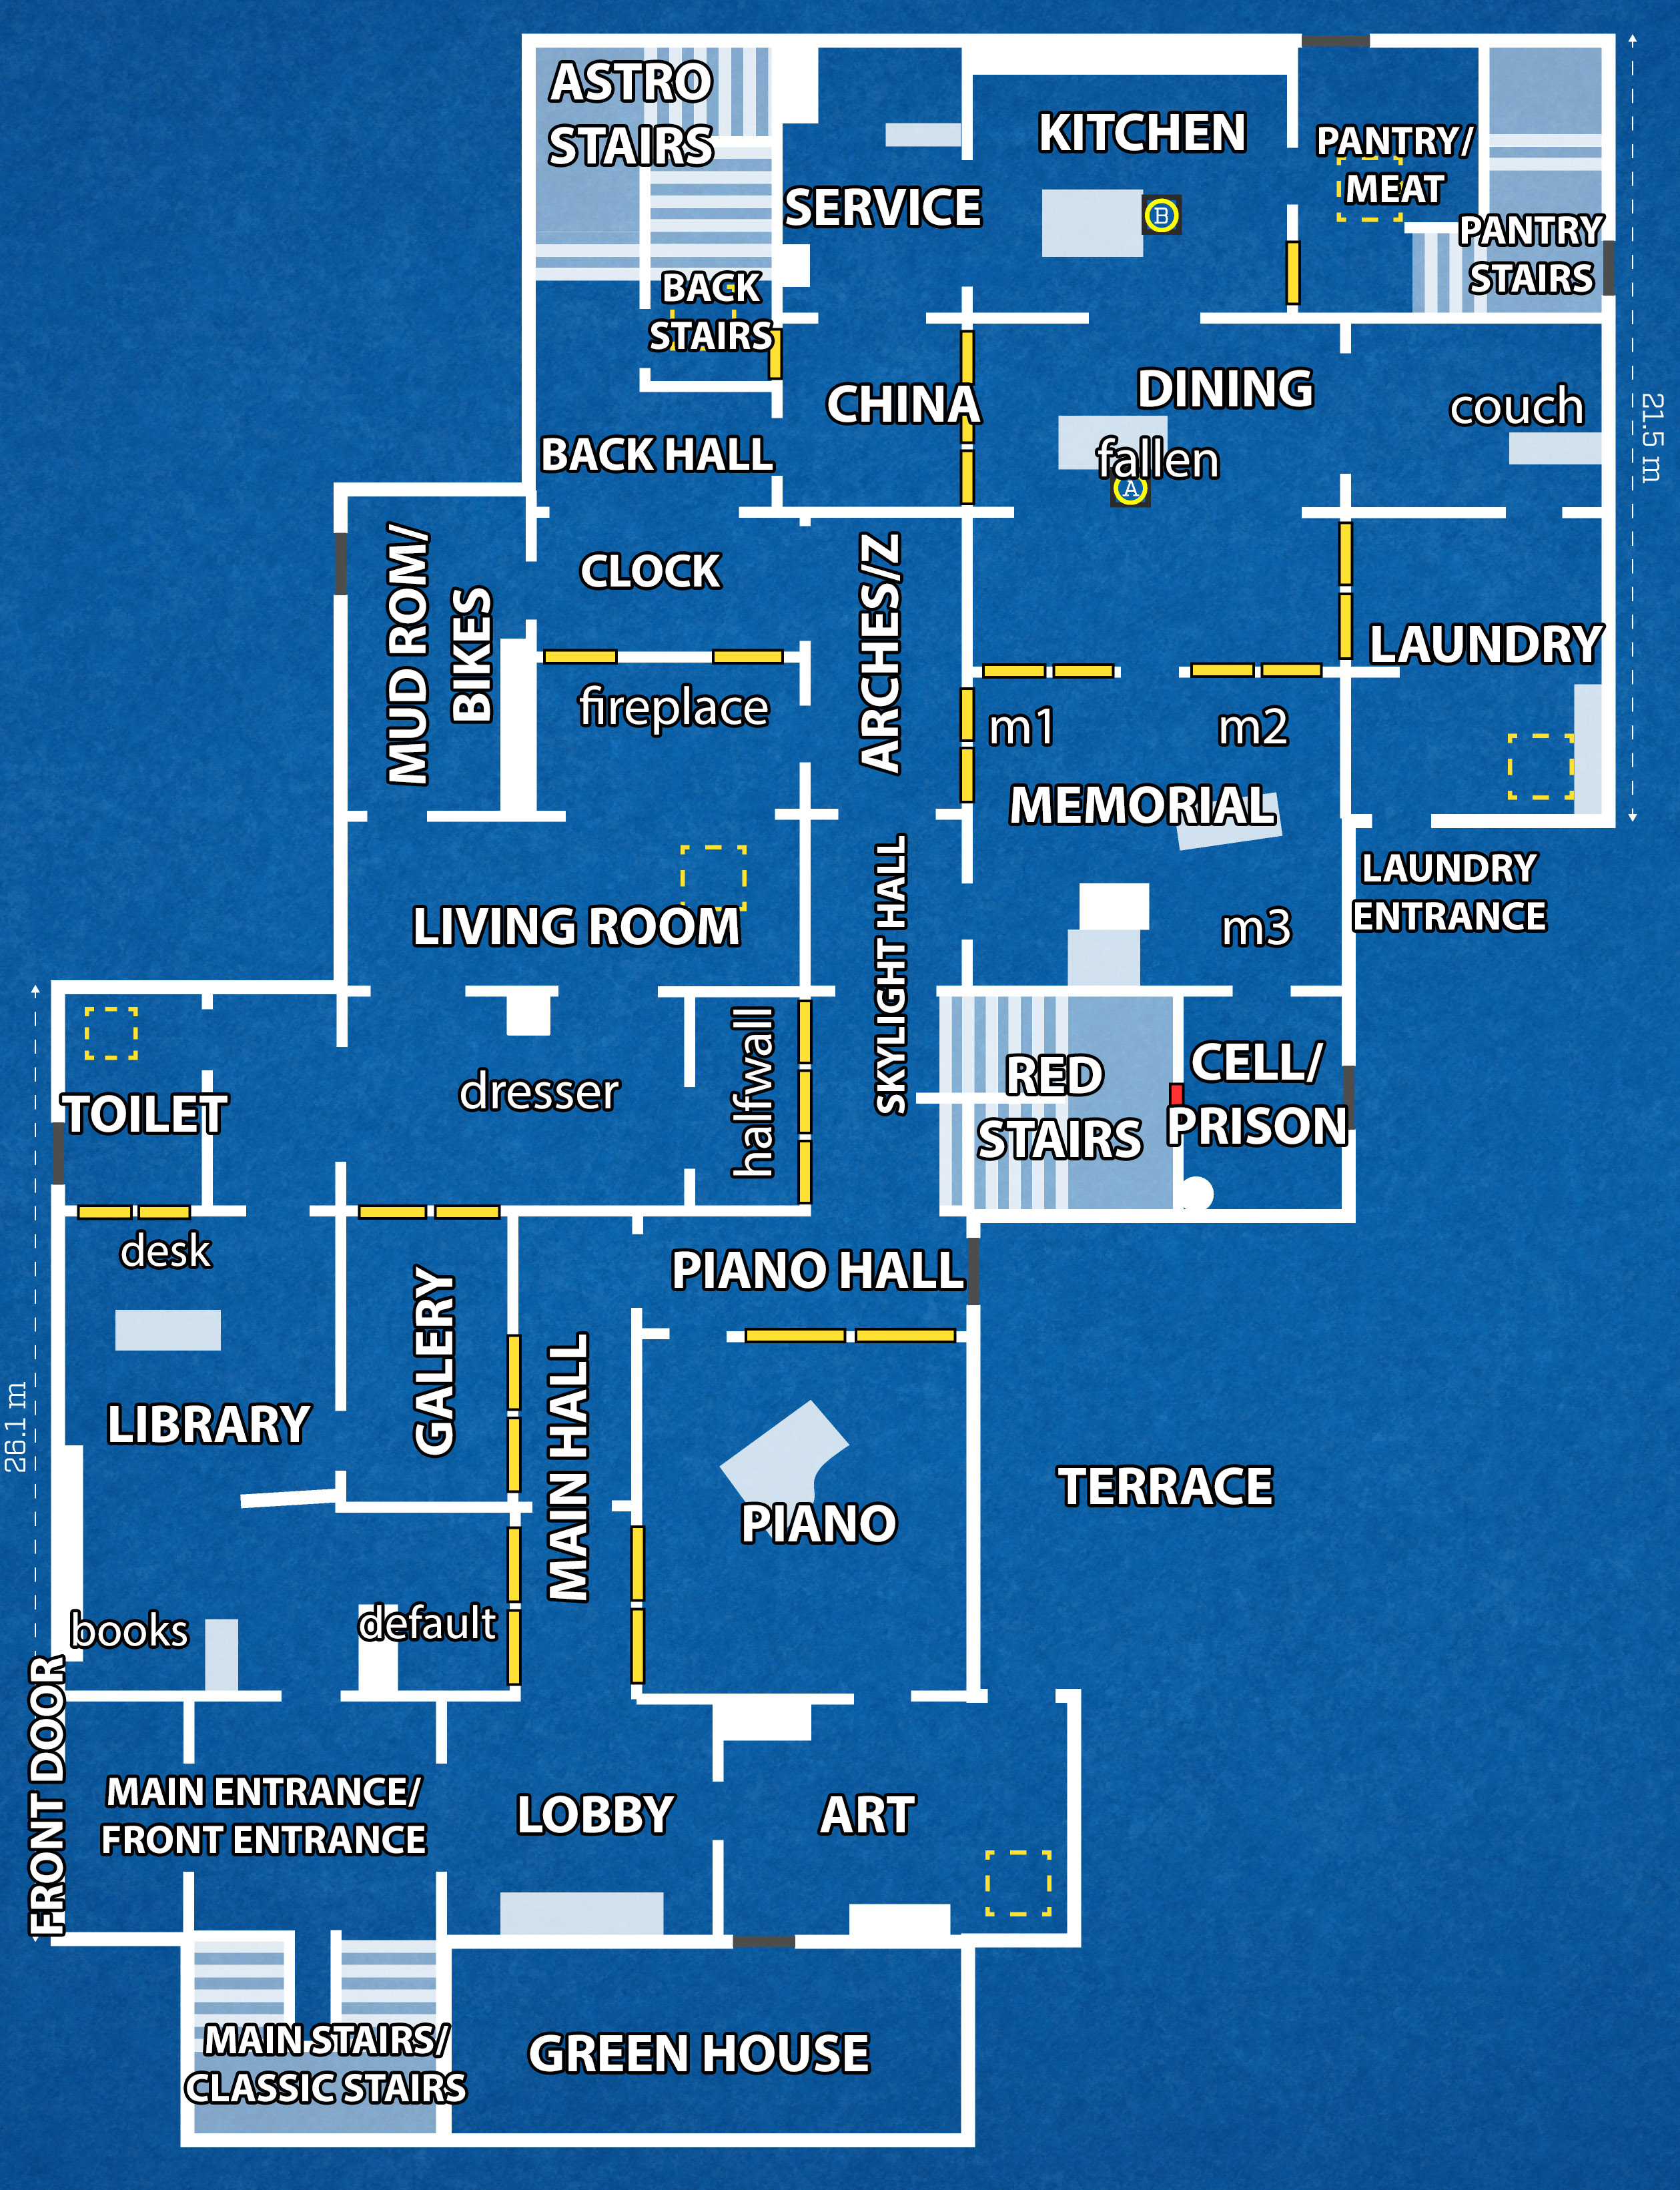 ASTRO
STAIRS
KITCHEN
PANTRY/
MEAT
SERVICE
B
PANTRY
STAIRS
BACK
STAIRS
CHINA
DINING
couch
21.5 m
BACK HALL
fallen
A
MUD ROOM/
BIKES
CLOCK
ARCHES/Z
LAUNDRY
fireplace
m1
m2
MEMORIAL
LAUNDRY
ENTRANCE
LIVING ROOM
SKYLIGHT HALL
m3
TOILET
dresser
halfwall
RED
STAIRS
CELL/
PRISON
desk
PIANO HALL
GALERY
MAIN HALL
LIBRARY
26.1 m
PIANO
TERRACE
books
default
FRONT DOOR
MAIN ENTRANCE/
FRONT ENTRANCE
LOBBY
ART
MAIN STAIRS/
CLASSIC STAIRS
GREEN HOUSE